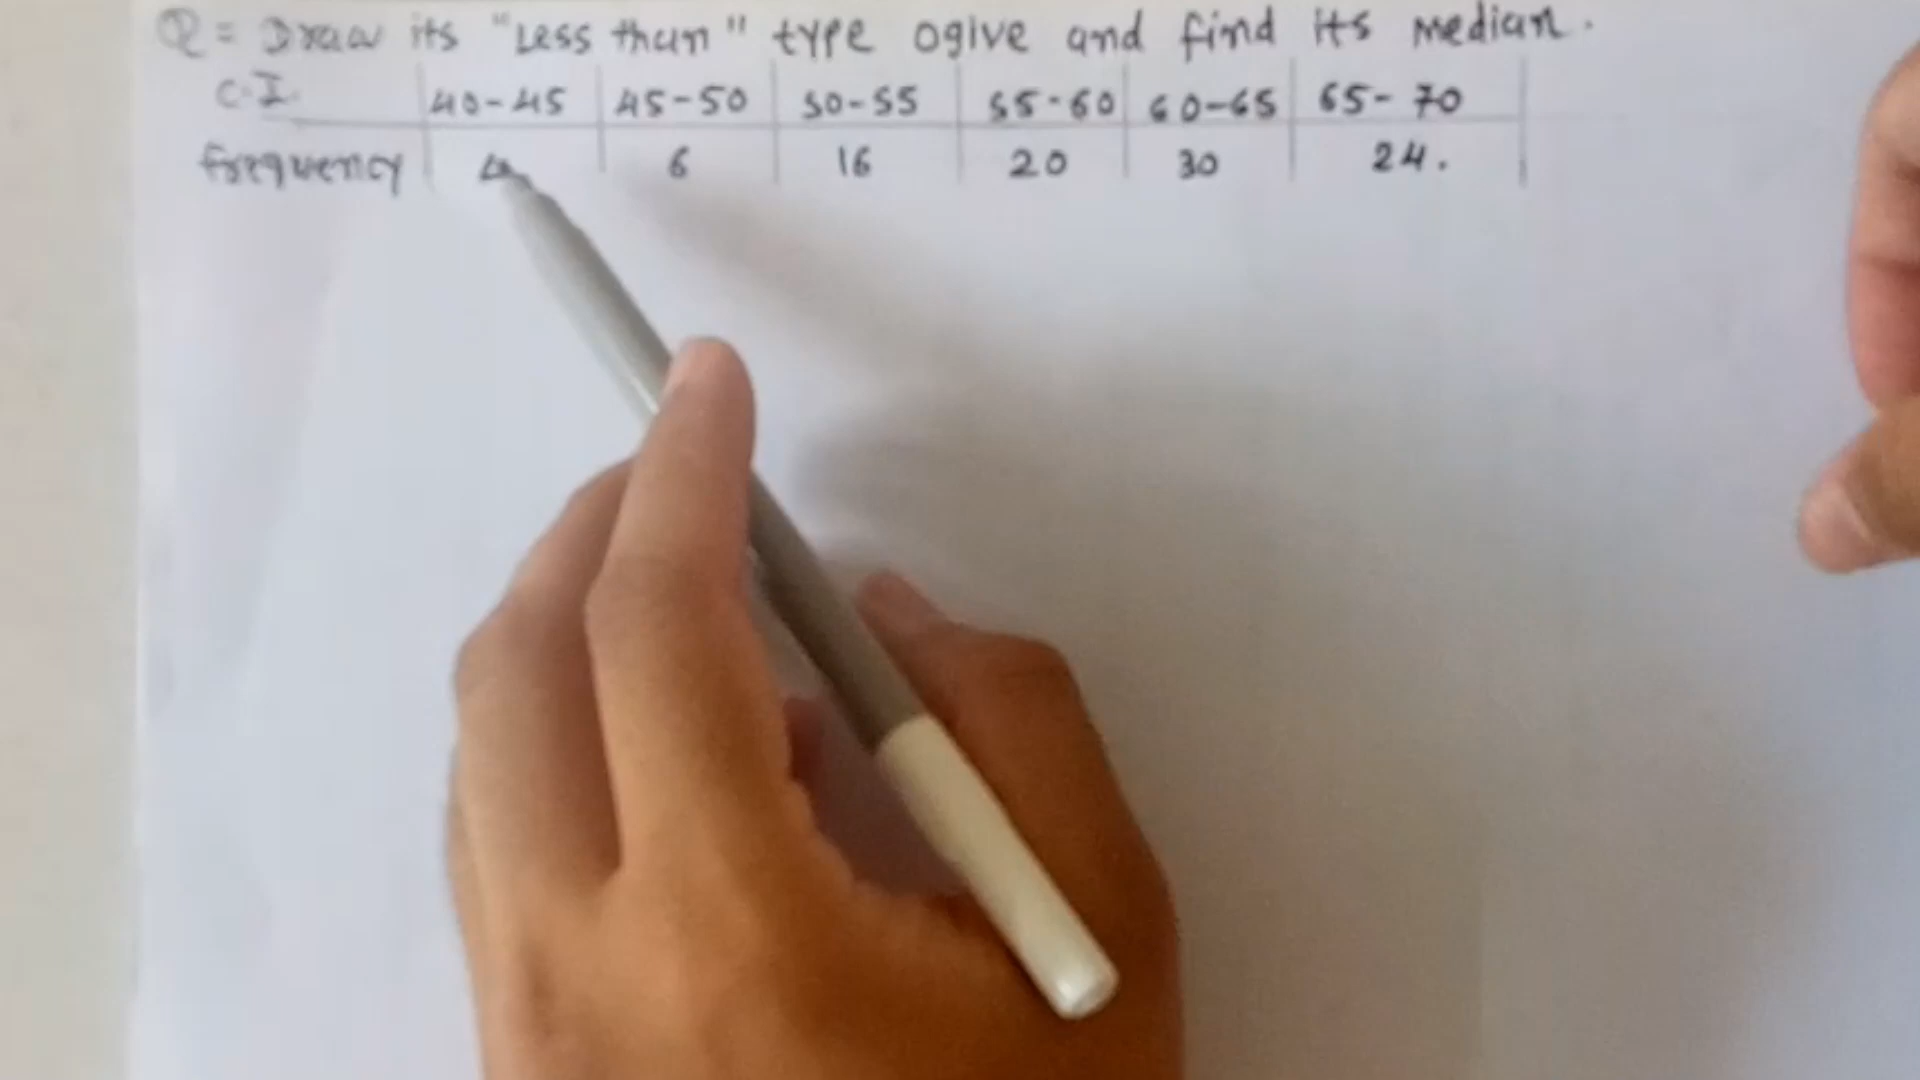 Q = Draw its "Less than" type ogive and find its median.
C.I. 40-45 45-50 50-55 55-60 60-65 65-70
frequency 4 6 16 20 30 24.